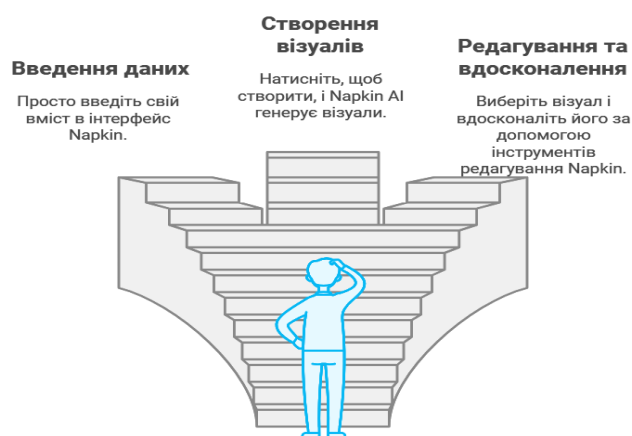 Введення даних
Просто введіть свій
вміст в інтерфейс
Napkin.
Створення
візуалів
Натисніть, щоб
створити, і Napkin AI
генерує візуали.
Редагування та
вдосконалення
Виберіть візуал і
вдосконаліть його за
допомогою
інструментів
редагування Napkin.